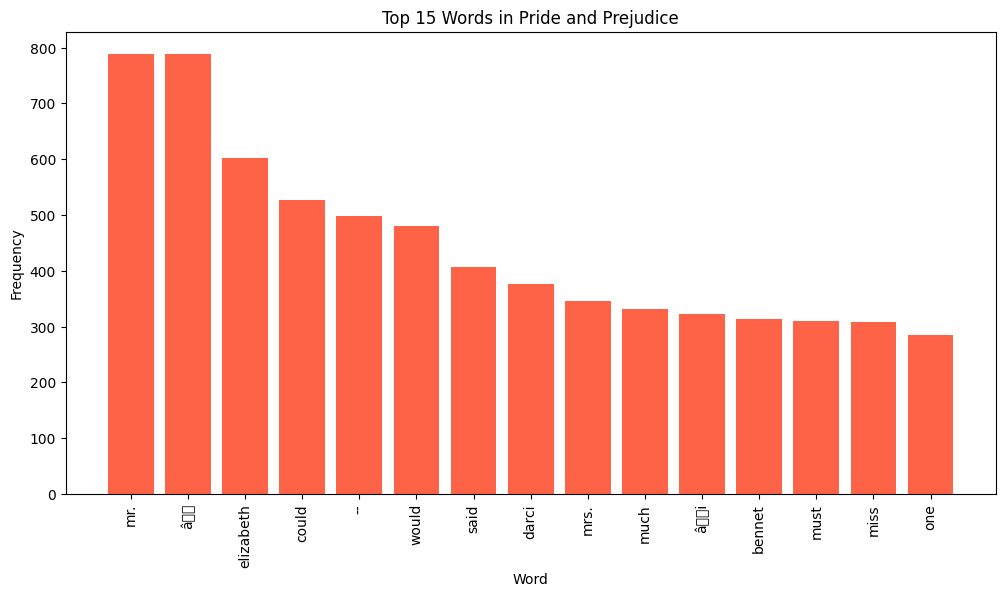 Top 15 Words in Pride and Prejudice
Frequency
800
700
600
500
400
300
200
100
0
mr.
â
elizabeth
could
--
would
said
darci
mrs.
much
âi
bennet
must
miss
one
Word